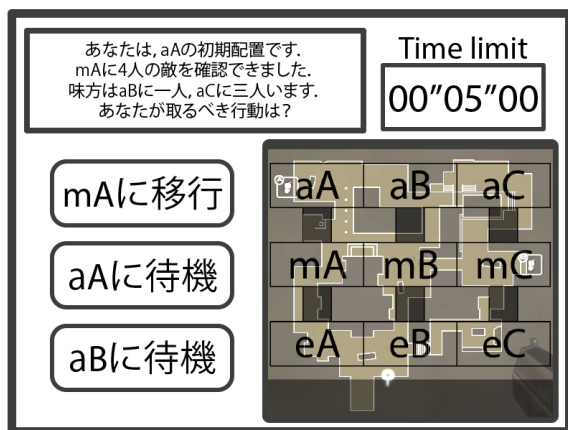 あなたは, aAの初期配置です.
mAに4人の敵を確認できました.
味方はaBに一人, aCに三人います.
あなたが取るべき行動は?
Time limit
00"05"00
mAに移行
aAに待機
aBに待機
aA aB aC
mA mB mC
eA eB eC